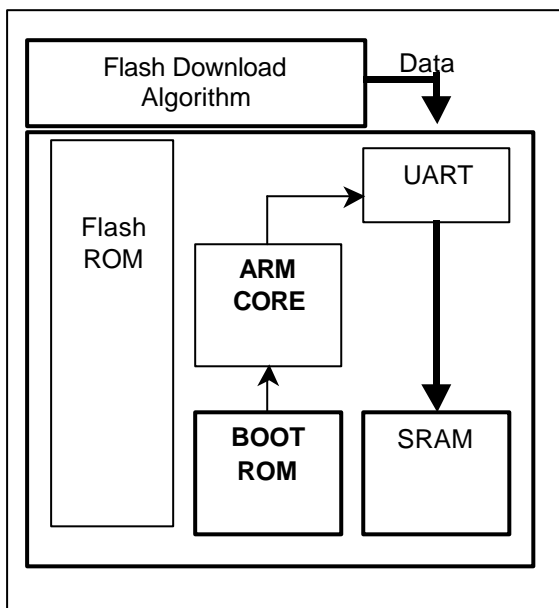 Flash Download
Algorithm
Data
UART
Flash
ROM
ARM
CORE
BOOT
ROM
SRAM